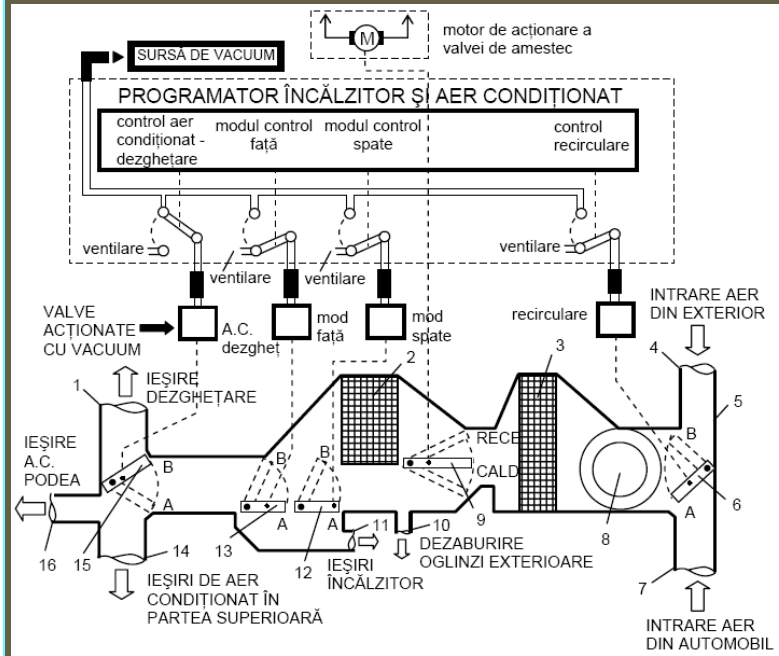 motor de acționare a
valvei de amestec
M
SURSĂ DE VACUUM
PROGRAMATOR ÎNCĂLZITOR ŞI AER CONDIȚIONAT
control aer
condiționat -
dezghețare
modul control
față
modul control
spate
control
recirculare
ventilare
ventilare
ventilare
ventilare
VALVE
ACȚIONATE
CU VACUUM
A.C.
dezgheț
mod
față
mod
spate
recirculare
INTRARE AER
DIN EXTERIOR
1
IEȘIRE
DEZGHEȚARE
2
3
4
5
IEȘIRE
A.C.
PODEA
B
A
B
A
B
A
RECE
CALD
B
A
6
7
8
9
10
11
12
13
14
15
16
IEȘIRI DE AER
CONDIȚIONAT ÎN
PARTEA SUPERIOARĂ
IEȘIRI
ÎNCĂLZITOR
DEZABURIRE
OGLINZI EXTERIOARE
INTRARE AER
DIN AUTOMOBIL